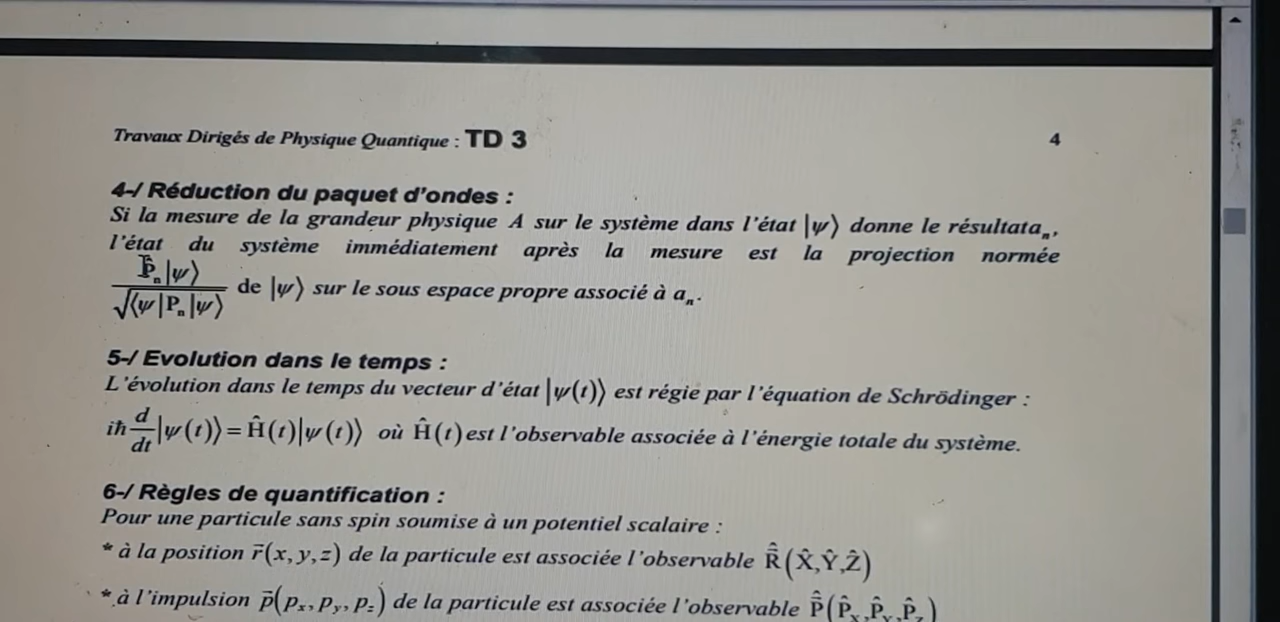 Travaux Dirigés de Physique Quantique : TD 3 4
4-/ Réduction du paquet d'ondes :
Si la mesure de la grandeur physique A sur le système dans l'état |ψ⟩ donne le résultata_n,
l'état du système immédiatement après la mesure est la projection normée
P̂_n|ψ⟩ / √⟨ψ|P_n|ψ⟩ de |ψ⟩ sur le sous espace propre associé à a_n.
5-/ Evolution dans le temps :
L'évolution dans le temps du vecteur d'état |ψ(t)⟩ est régie par l'équation de Schrödinger :
iħ d/dt |ψ(t)⟩ = Ĥ(t)|ψ(t)⟩ où Ĥ(t) est l'observable associée à l'énergie totale du système.
6-/ Règles de quantification :
Pour une particule sans spin soumise à un potentiel scalaire :
* à la position r⃗(x,y,z) de la particule est associée l'observable R⃗̂(X̂,Ŷ,Ẑ)
* à l'impulsion p⃗(p_x, p_y, p_z) de la particule est associée l'observable P⃗̂(P̂_x, P̂_y, P̂_z)